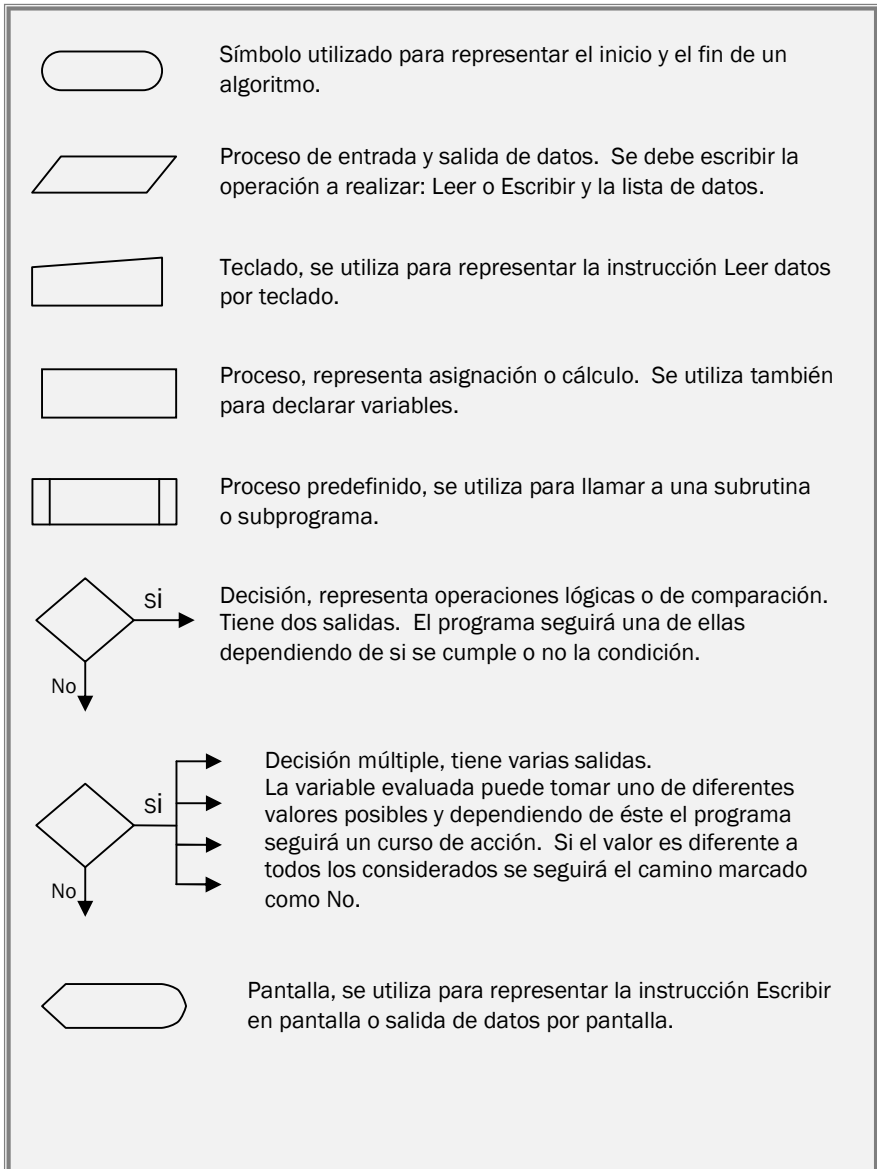 Símbolo utilizado para representar el inicio y el fin de un
algoritmo.
Proceso de entrada y salida de datos.  Se debe escribir la
operación a realizar: Leer o Escribir y la lista de datos.
Teclado, se utiliza para representar la instrucción Leer datos
por teclado.
Proceso, representa asignación o cálculo.  Se utiliza también
para declarar variables.
Proceso predefinido, se utiliza para llamar a una subrutina
o subprograma.
si
No
Decisión, representa operaciones lógicas o de comparación.
Tiene dos salidas.  El programa seguirá una de ellas
dependiendo de si se cumple o no la condición.
si
No
Decisión múltiple, tiene varias salidas.
La variable evaluada puede tomar uno de diferentes
valores posibles y dependiendo de éste el programa
seguirá un curso de acción.  Si el valor es diferente a
todos los considerados se seguirá el camino marcado
como No.
Pantalla, se utiliza para representar la instrucción Escribir
en pantalla o salida de datos por pantalla.